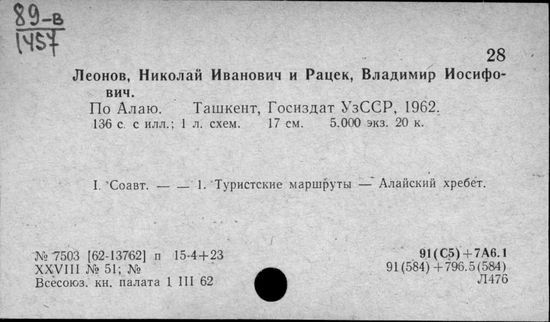 89-в
1457
28
Леонов, Николай Иванович и Рацек, Владимир Иосифо-
вич.
По Алаю. Ташкент, Госиздат УзССР, 1962.
136 с. с илл.; 1 л. схем. 17 см. 5.000 экз. 20 к.
I. Соавт. — — 1. Туристские маршруты — Алайский хребет.
№ 7503 [62-13762] п 15-4+23 91(С5)+7А6.1
XXVIII № 51; № 91(584)+796.5(584)
Всесоюз. кн. палата 1 III 62 Л476